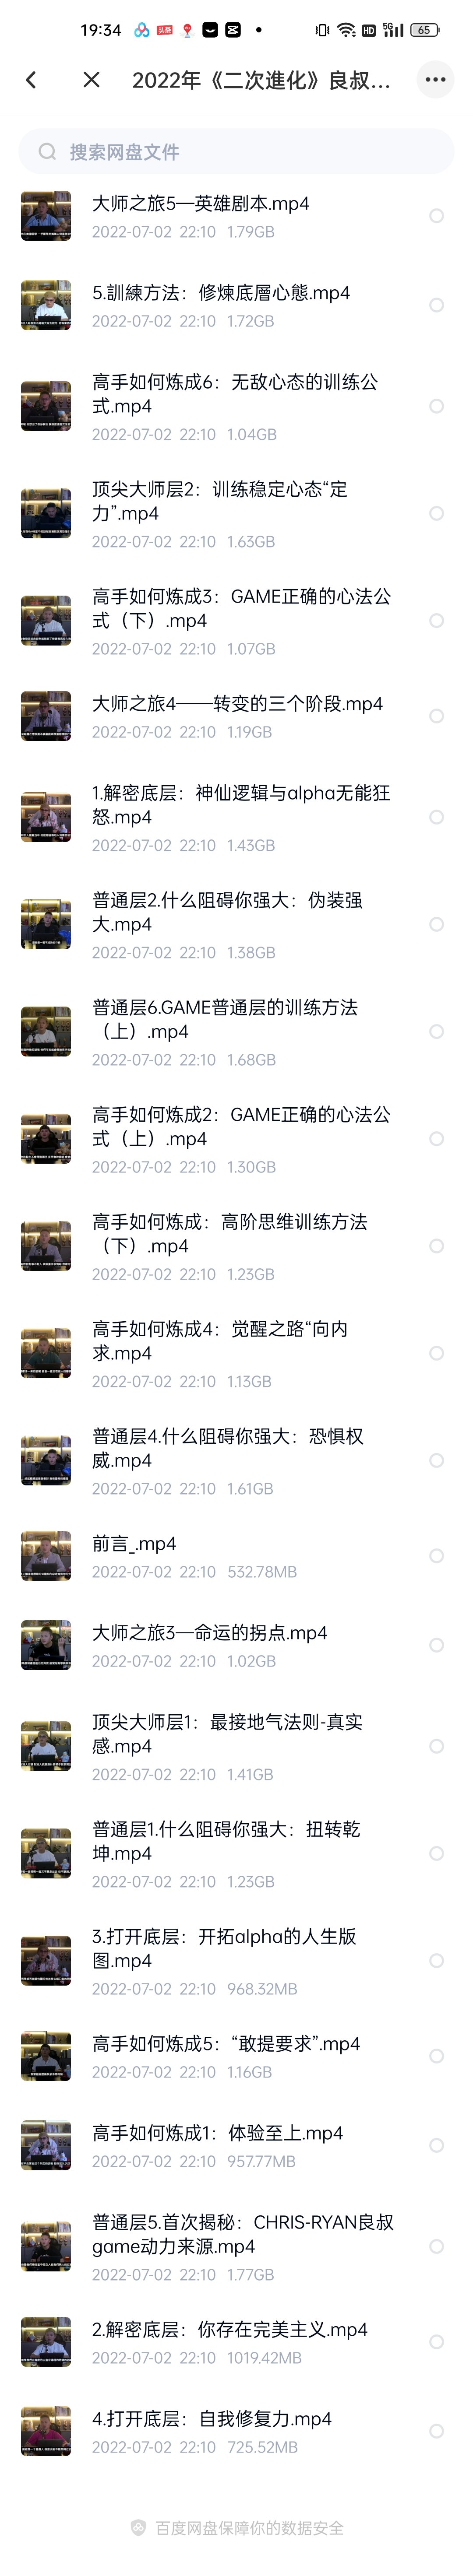 19:34
头条
HD
5G
65
2022年《二次進化》良叔...
搜索网盘文件
大师之旅5—英雄剧本.mp4
2022-07-02 22:10 1.79GB
5.訓練方法：修煉底層心態.mp4
2022-07-02 22:10 1.72GB
高手如何炼成6：无敌心态的训练公
式.mp4
2022-07-02 22:10 1.04GB
顶尖大师层2：训练稳定心态“定
力”.mp4
2022-07-02 22:10 1.63GB
高手如何炼成3：GAME正确的心法公
式（下）.mp4
2022-07-02 22:10 1.07GB
大师之旅4——转变的三个阶段.mp4
2022-07-02 22:10 1.19GB
1.解密底层：神仙逻辑与alpha无能狂
怒.mp4
2022-07-02 22:10 1.43GB
普通层2.什么阻碍你强大：伪装强
大.mp4
2022-07-02 22:10 1.38GB
普通层6.GAME普通层的训练方法
（上）.mp4
2022-07-02 22:10 1.68GB
高手如何炼成2：GAME正确的心法公
式（上）.mp4
2022-07-02 22:10 1.30GB
高手如何炼成：高阶思维训练方法
（下）.mp4
2022-07-02 22:10 1.23GB
高手如何炼成4：觉醒之路“向内
求.mp4
2022-07-02 22:10 1.13GB
普通层4.什么阻碍你强大：恐惧权
威.mp4
2022-07-02 22:10 1.61GB
前言_.mp4
2022-07-02 22:10 532.78MB
大师之旅3—命运的拐点.mp4
2022-07-02 22:10 1.02GB
顶尖大师层1：最接地气法则-真实
感.mp4
2022-07-02 22:10 1.41GB
普通层1.什么阻碍你强大：扭转乾
坤.mp4
2022-07-02 22:10 1.23GB
3.打开底层：开拓alpha的人生版
图.mp4
2022-07-02 22:10 968.32MB
高手如何炼成5：“敢提要求”.mp4
2022-07-02 22:10 1.16GB
高手如何炼成1：体验至上.mp4
2022-07-02 22:10 957.77MB
普通层5.首次揭秘：CHRIS-RYAN良叔
game动力来源.mp4
2022-07-02 22:10 1.77GB
2.解密底层：你存在完美主义.mp4
2022-07-02 22:10 1019.42MB
4.打开底层：自我修复力.mp4
2022-07-02 22:10 725.52MB
百度网盘保障你的数据安全